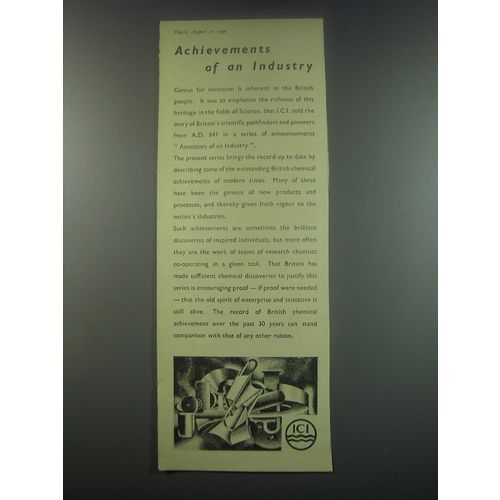 Punch, August 10 1949
Achievements
of an Industry
Genius for invention is inherent in the British
people. It was to emphasize the richness of this
heritage in the fields of Science, that I.C.I. told the
story of Britain's scientific pathfinders and pioneers
from A.D. 841 in a series of announcements
"Ancestors of an Industry".
The present series brings the record up to date by
describing some of the outstanding British chemical
achievements of modern times. Many of these
have been the genesis of new products and
processes, and thereby given fresh vigour to the
nation's industries.
Such achievements are sometimes the brilliant
discoveries of inspired individuals, but more often
they are the work of teams of research chemists
co-operating in a given task. That Britain has
made sufficient chemical discoveries to justify this
series is encouraging proof — if proof were needed
— that the old spirit of enterprise and initiative is
still alive. The record of British chemical
achievement over the past 30 years can stand
comparison with that of any other nation.
ICI